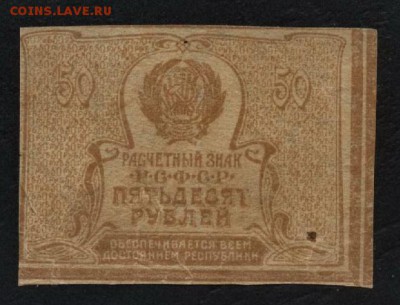 COINS.LAVE.RU
50 50
РАСЧЕТНЫЙ ЗНАК
Р.С.Ф.С.Р.
ПЯТЬДЕСЯТ
РУБЛЕЙ
ОБЕСПЕЧИВАЕТСЯ ВСЕМ
ДОСТОЯНИЕМ РЕСПУБЛИКИ